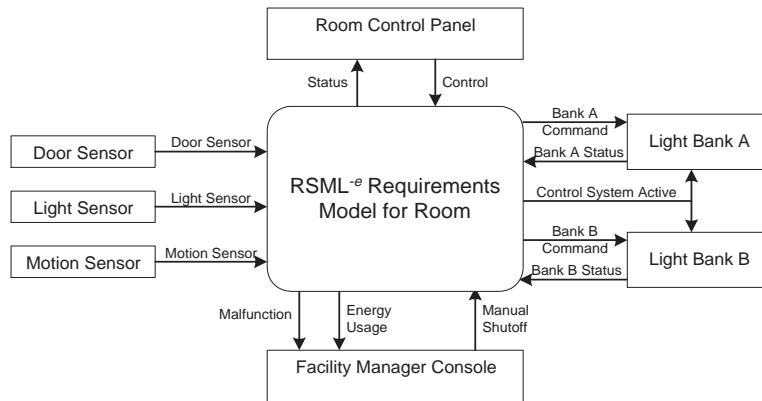 Room Control Panel
Status
Control
Door Sensor
Door Sensor
Light Sensor
Light Sensor
Motion Sensor
Motion Sensor
RSML-e Requirements
Model for Room
Bank A
Command
Bank A Status
Light Bank A
Control System Active
Bank B
Command
Bank B Status
Light Bank B
Malfunction
Energy
Usage
Manual
Shutoff
Facility Manager Console